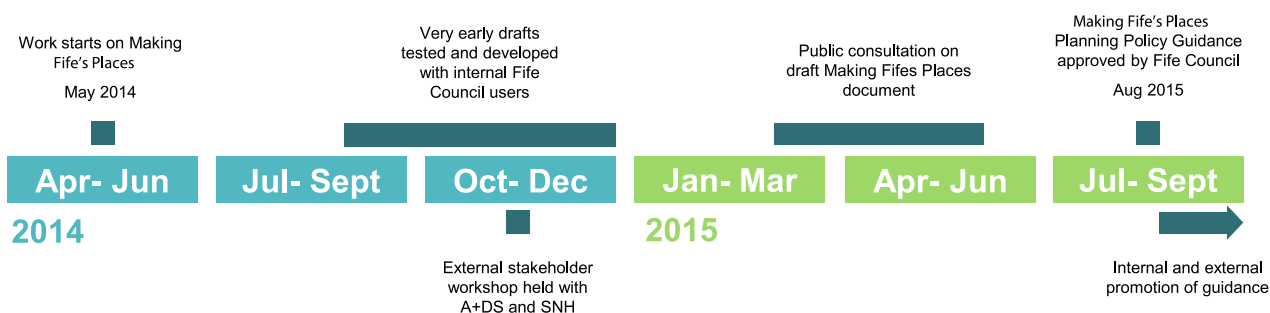 Work starts on Making
Fife's Places
May 2014
Very early drafts
tested and developed
with internal Fife
Council users
Public consultation on
draft Making Fifes Places
document
Making Fife's Places
Planning Policy Guidance
approved by Fife Council
Aug 2015
Apr- Jun
Jul- Sept
Oct- Dec
Jan- Mar
Apr- Jun
Jul- Sept
2014
2015
External stakeholder
workshop held with
A+DS and SNH
Internal and external
promotion of guidance